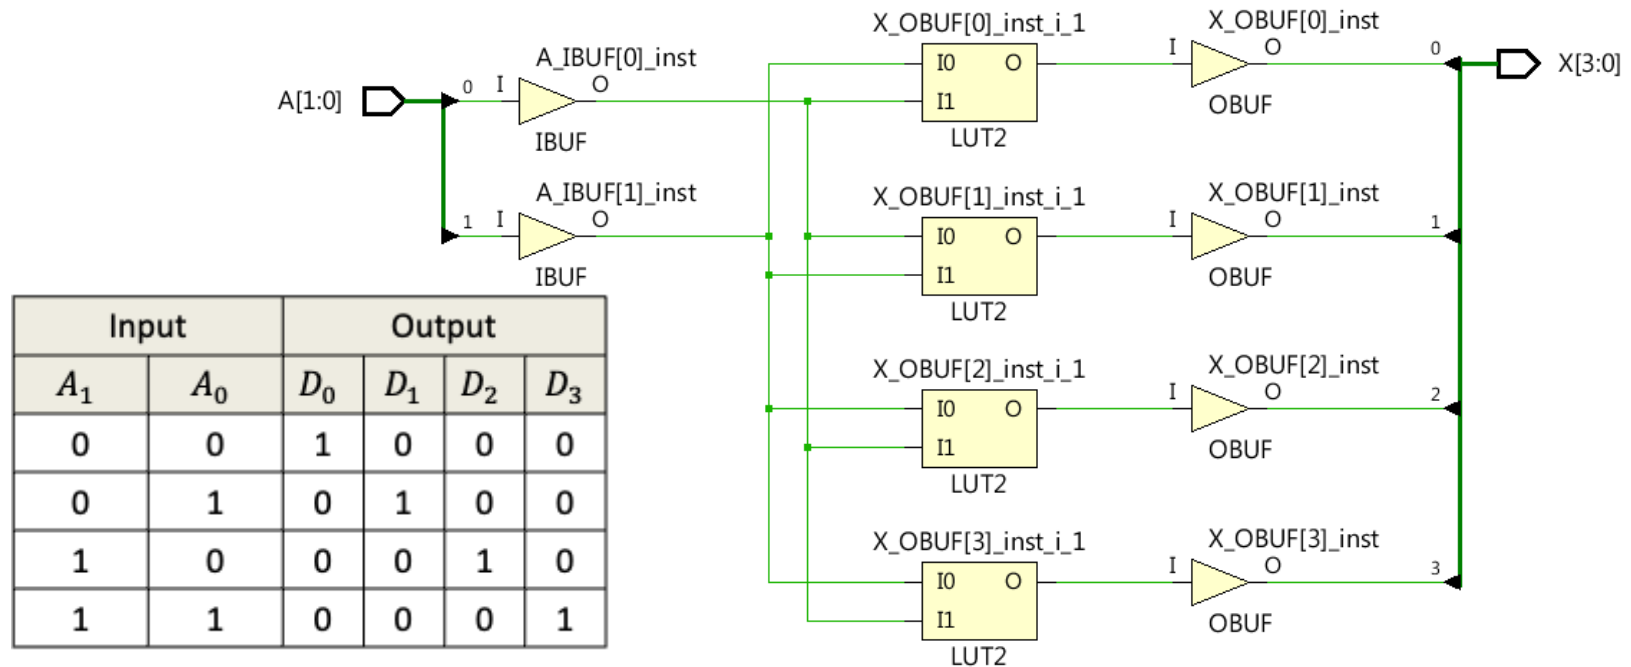 X_OBUF[0]_inst_i_1
X_OBUF[0]_inst
A_IBUF[0]_inst
I0 O
I O
0
X[3:0]
A[1:0]
0
I O
I1
OBUF
IBUF
LUT2
A_IBUF[1]_inst
X_OBUF[1]_inst_i_1
X_OBUF[1]_inst
1
I O
I0 O
I O
1
IBUF
I1
OBUF
LUT2
X_OBUF[2]_inst_i_1
X_OBUF[2]_inst
I0 O
I O
2
I1
OBUF
LUT2
X_OBUF[3]_inst_i_1
X_OBUF[3]_inst
I0 O
I O
3
I1
OBUF
LUT2
Input Output
A₁ A₀ D₀ D₁ D₂ D₃
0 0 1 0 0 0
0 1 0 1 0 0
1 0 0 0 1 0
1 1 0 0 0 1